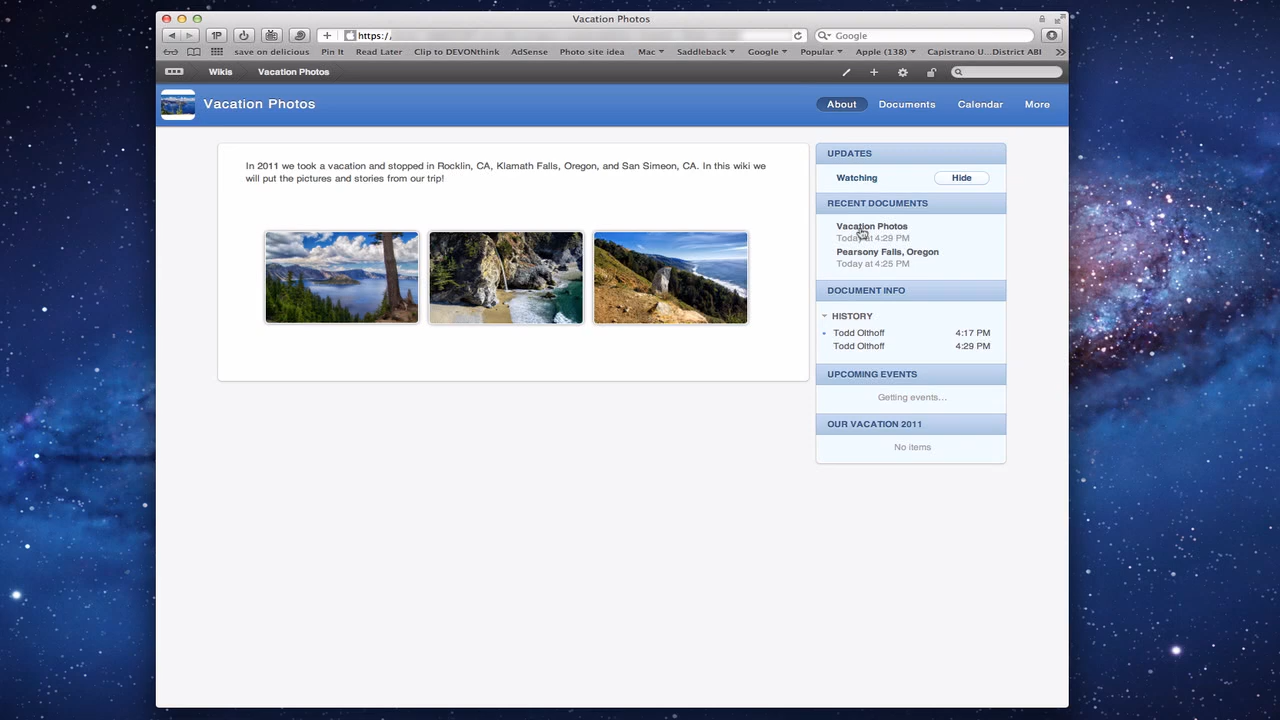 Vacation Photos
1P
https:/
Google
save on delicious Pin It Read Later Clip to DEVONthink AdSense Photo site idea Mac Saddleback Google Popular Apple (138) Capistrano U...District ABI
Wikis Vacation Photos
Vacation Photos
About Documents Calendar More
In 2011 we took a vacation and stopped in Rocklin, CA, Klamath Falls, Oregon, and San Simeon, CA. In this wiki we
will put the pictures and stories from our trip!
UPDATES
Watching Hide
RECENT DOCUMENTS
Vacation Photos
Today at 4:29 PM
Pearsony Falls, Oregon
Today at 4:25 PM
DOCUMENT INFO
HISTORY
Todd Olthoff 4:17 PM
Todd Olthoff 4:29 PM
UPCOMING EVENTS
Getting events...
OUR VACATION 2011
No items